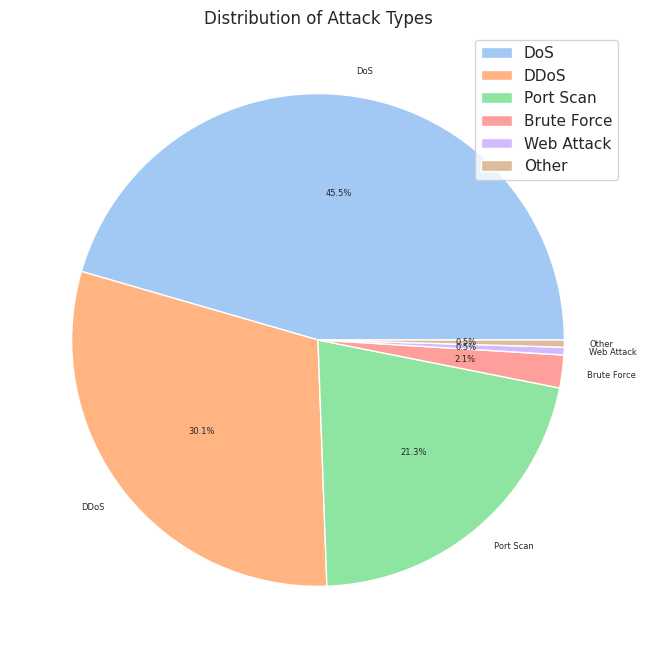 Distribution of Attack Types
DoS
DDoS
Port Scan
Brute Force
Web Attack
Other
DoS
45.5%
0.5%
Other
0.5%
Web Attack
2.1%
Brute Force
30.1%
21.3%
DDoS
Port Scan